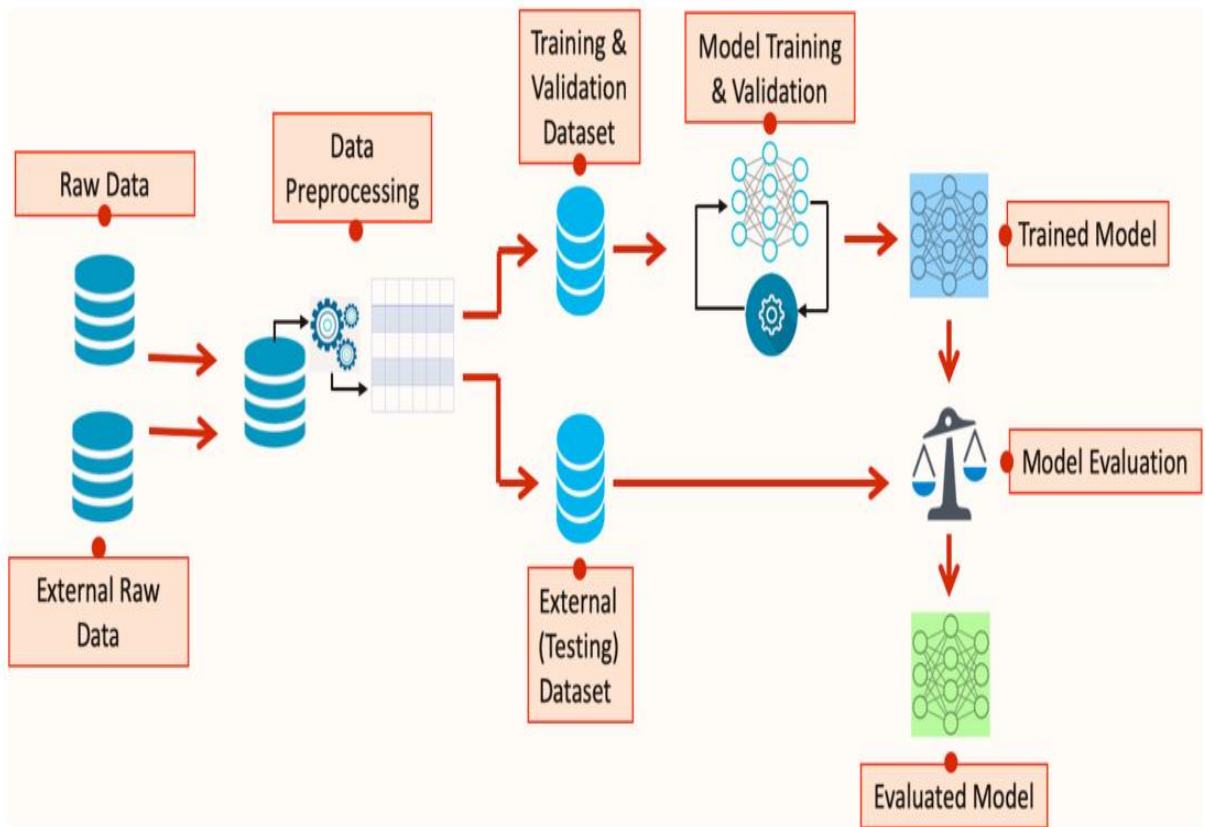 Raw Data
External Raw
Data
Data
Preprocessing
Training &
Validation
Dataset
External
(Testing)
Dataset
Model Training
& Validation
Trained Model
Model Evaluation
Evaluated Model